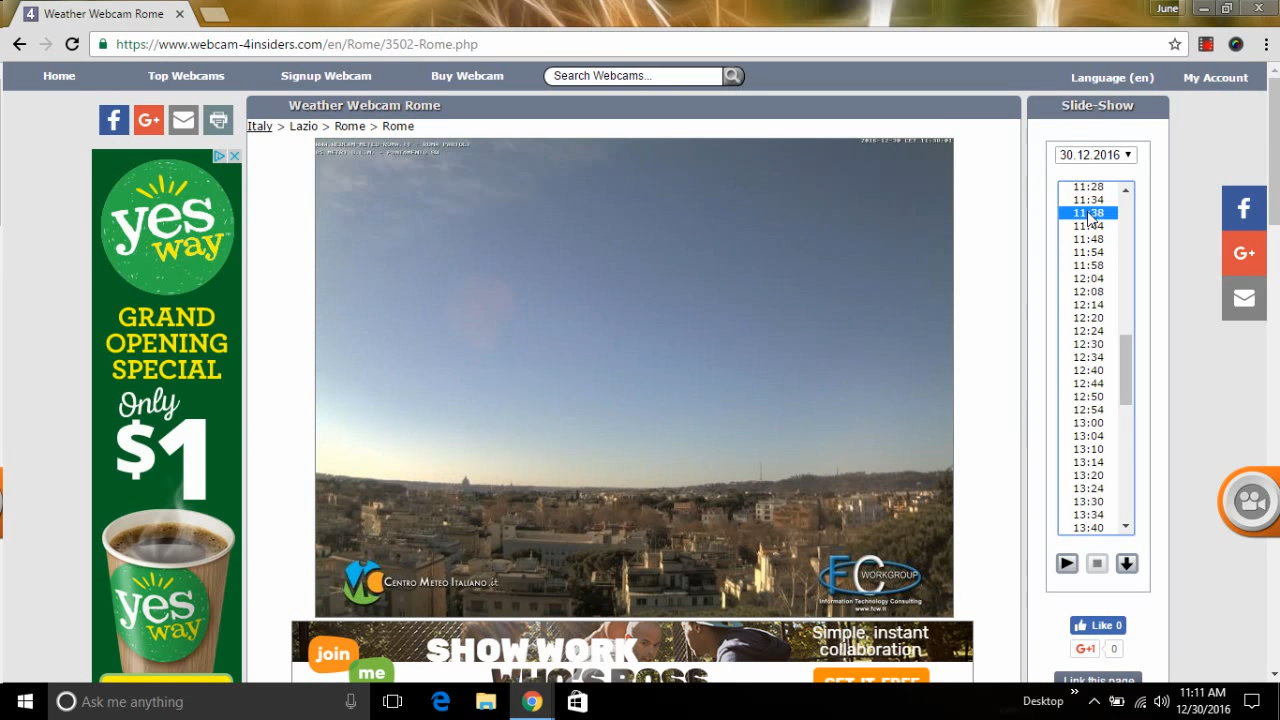 Weather Webcam Rome
June
https://www.webcam-4insiders.com/en/Rome/3502-Rome.php
Home
Top Webcams
Signup Webcam
Buy Webcam
Search Webcams...
Language (en)
My Account
Weather Webcam Rome
Slide-Show
Italy > Lazio > Rome > Rome
30.12.2016
11:28
11:34
11:38
11:44
11:48
11:54
11:58
12:04
12:08
12:14
12:20
12:24
12:30
12:34
12:40
12:44
12:50
12:54
13:00
13:04
13:10
13:14
13:20
13:24
13:30
13:34
13:40
yes
way
GRAND
OPENING
SPECIAL
Only
$1
yes
way
CENTRO METEO ITALIANO.it
FC WORKGROUP
Information Technology Consulting
www.fcw.it
join
me
SHOW WORK
WHO'S BOSS
Simple, instant
collaboration
GET IT FREE
Like 0
G+1
0
Link this page
Ask me anything
Desktop
11:11 AM
12/30/2016